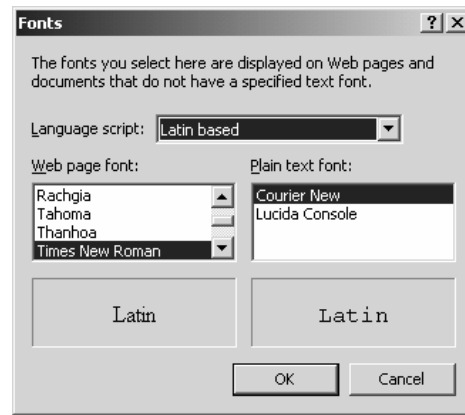 Fonts
The fonts you select here are displayed on Web pages and
documents that do not have a specified text font.
Language script: Latin based
Web page font:
Plain text font:
Rachgia
Tahoma
Thanhoa
Times New Roman
Courier New
Lucida Console
Latin
Latin
OK
Cancel